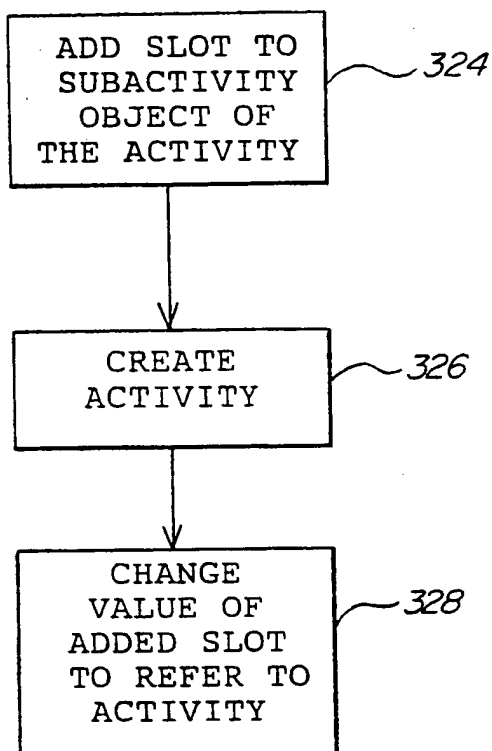 ADD SLOT TO
SUBACTIVITY
OBJECT OF
THE ACTIVITY
324
CREATE
ACTIVITY
326
CHANGE
VALUE OF
ADDED SLOT
TO REFER TO
ACTIVITY
328